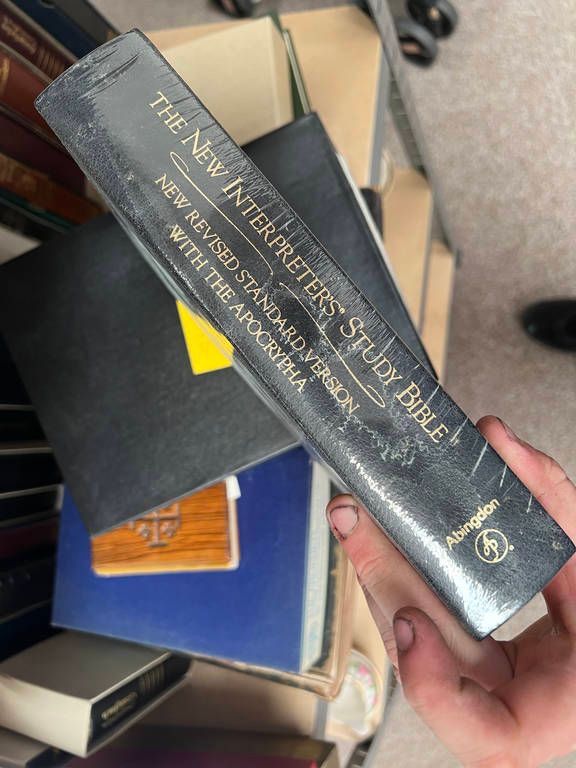 THE NEW INTERPRETER'S® STUDY BIBLE
NEW REVISED STANDARD VERSION
WITH THE APOCRYPHA
Abingdon